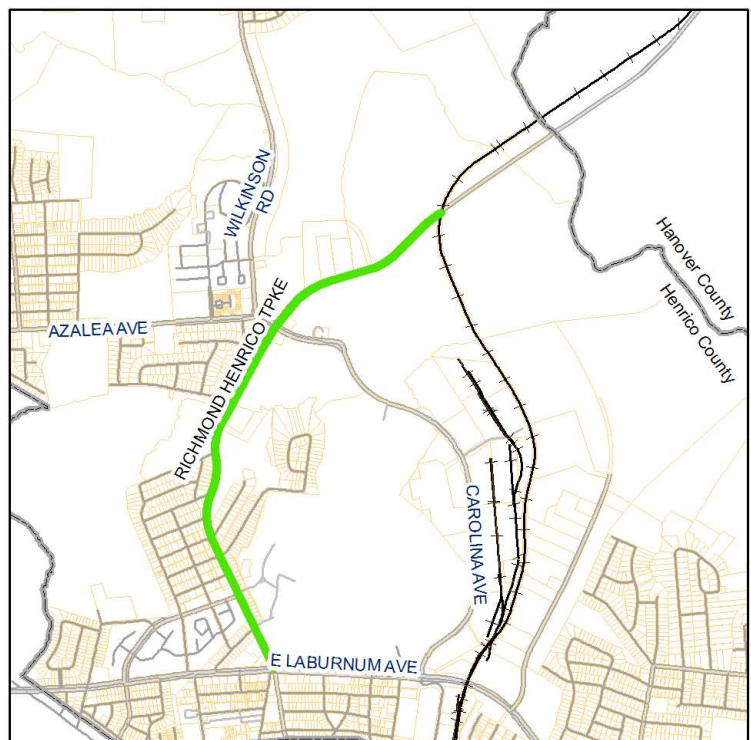 WILKINSON
RD
Hanover County
Henrico County
AZALEA AVE
RICHMOND HENRICO TPKE
CAROLINA AVE
E LABURNUM AVE